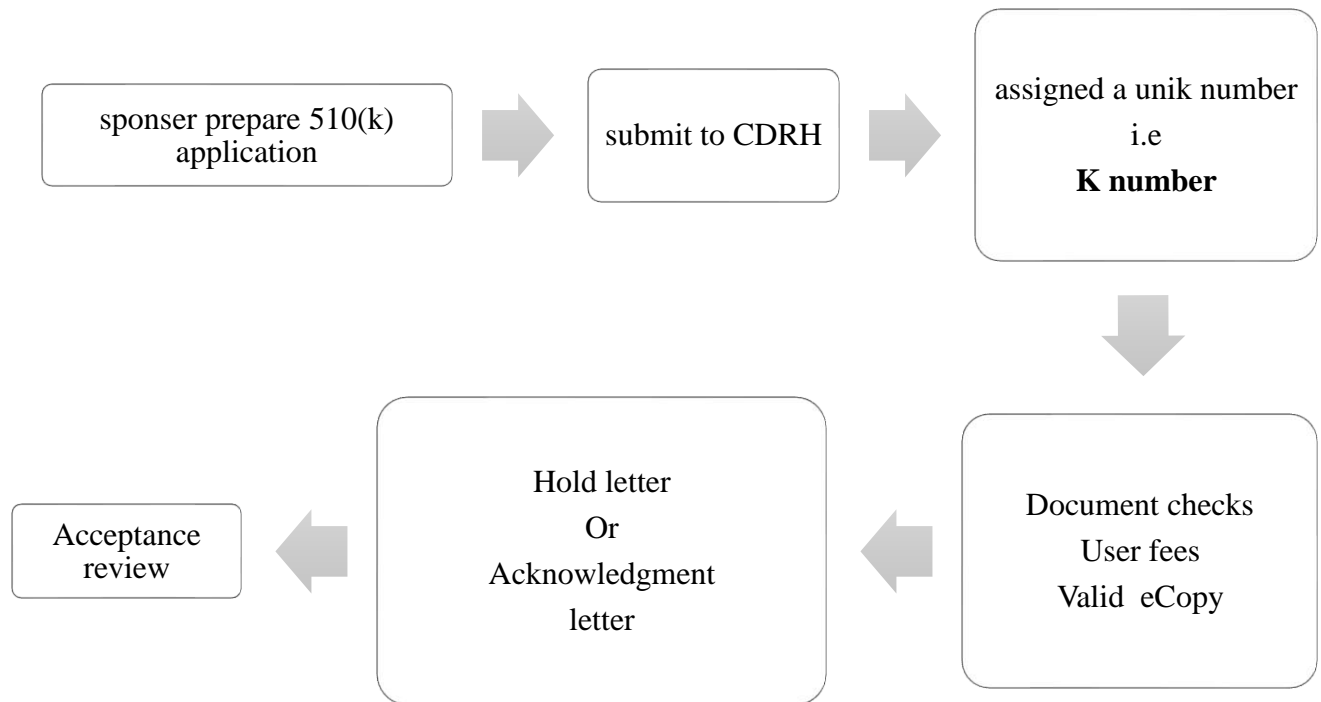 sponser prepare 510(k)
application
submit to CDRH
assigned a unik number
i.e
K number
Document checks
User fees
Valid eCopy
Hold letter
Or
Acknowledgment
letter
Acceptance
review